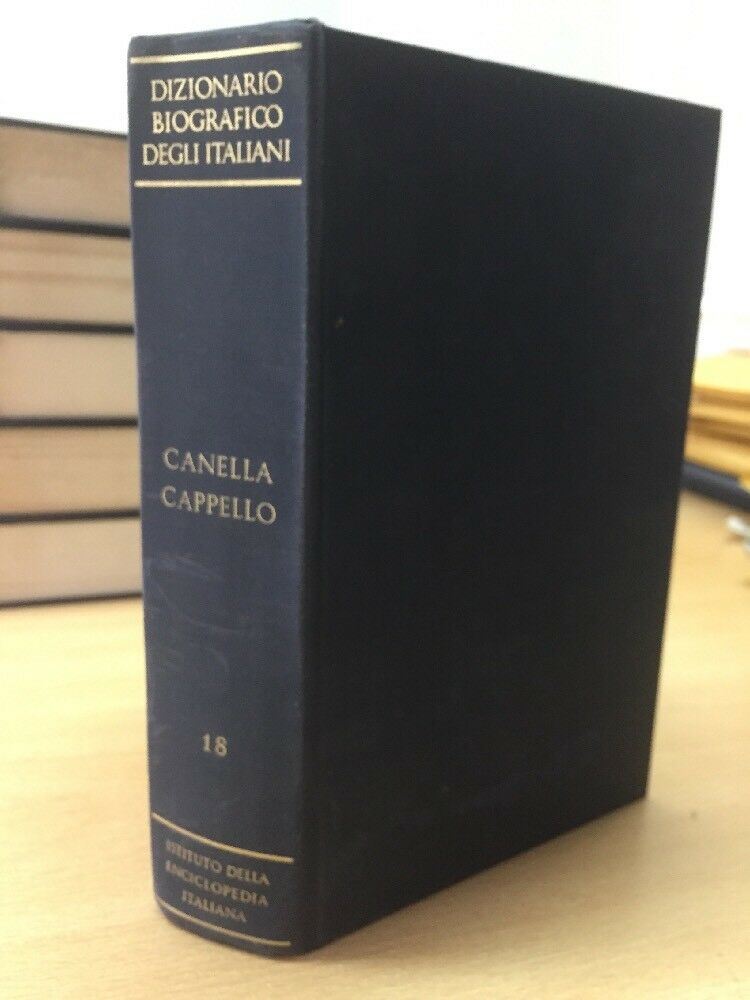 DIZIONARIO
BIOGRAFICO
DEGLI ITALIANI
CANELLA
CAPPELLO
18
ISTITUTO DELLA
ENCICLOPEDIA
ITALIANA